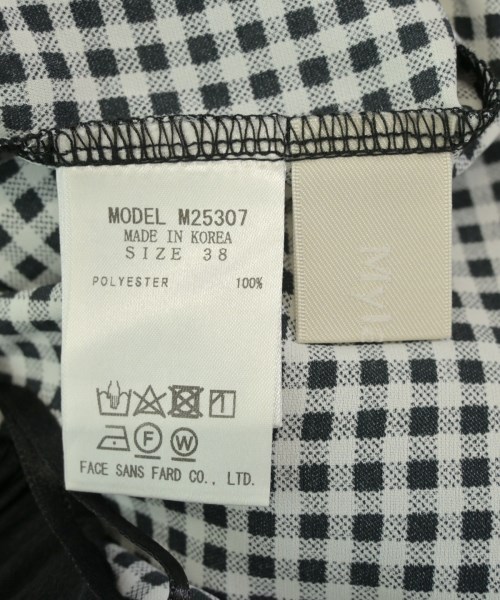 MODEL M25307
MADE IN KOREA
SIZE 38
POLYESTER 100%
F W
FACE SANS FARD CO., LTD.